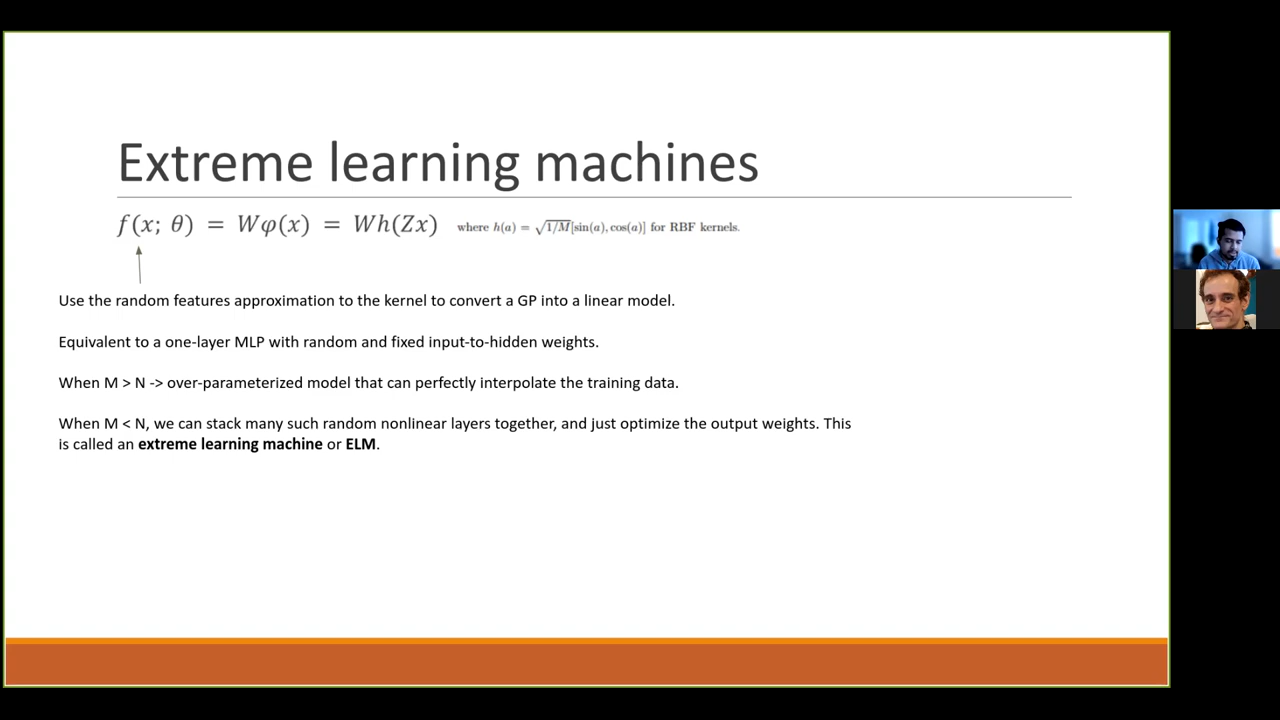 Extreme learning machines
f(x; θ) = Wφ(x) = Wh(Zx) where h(a) = √1/M[sin(a), cos(a)] for RBF kernels.
Use the random features approximation to the kernel to convert a GP into a linear model.
Equivalent to a one-layer MLP with random and fixed input-to-hidden weights.
When M > N -> over-parameterized model that can perfectly interpolate the training data.
When M < N, we can stack many such random nonlinear layers together, and just optimize the output weights. This
is called an extreme learning machine or ELM.